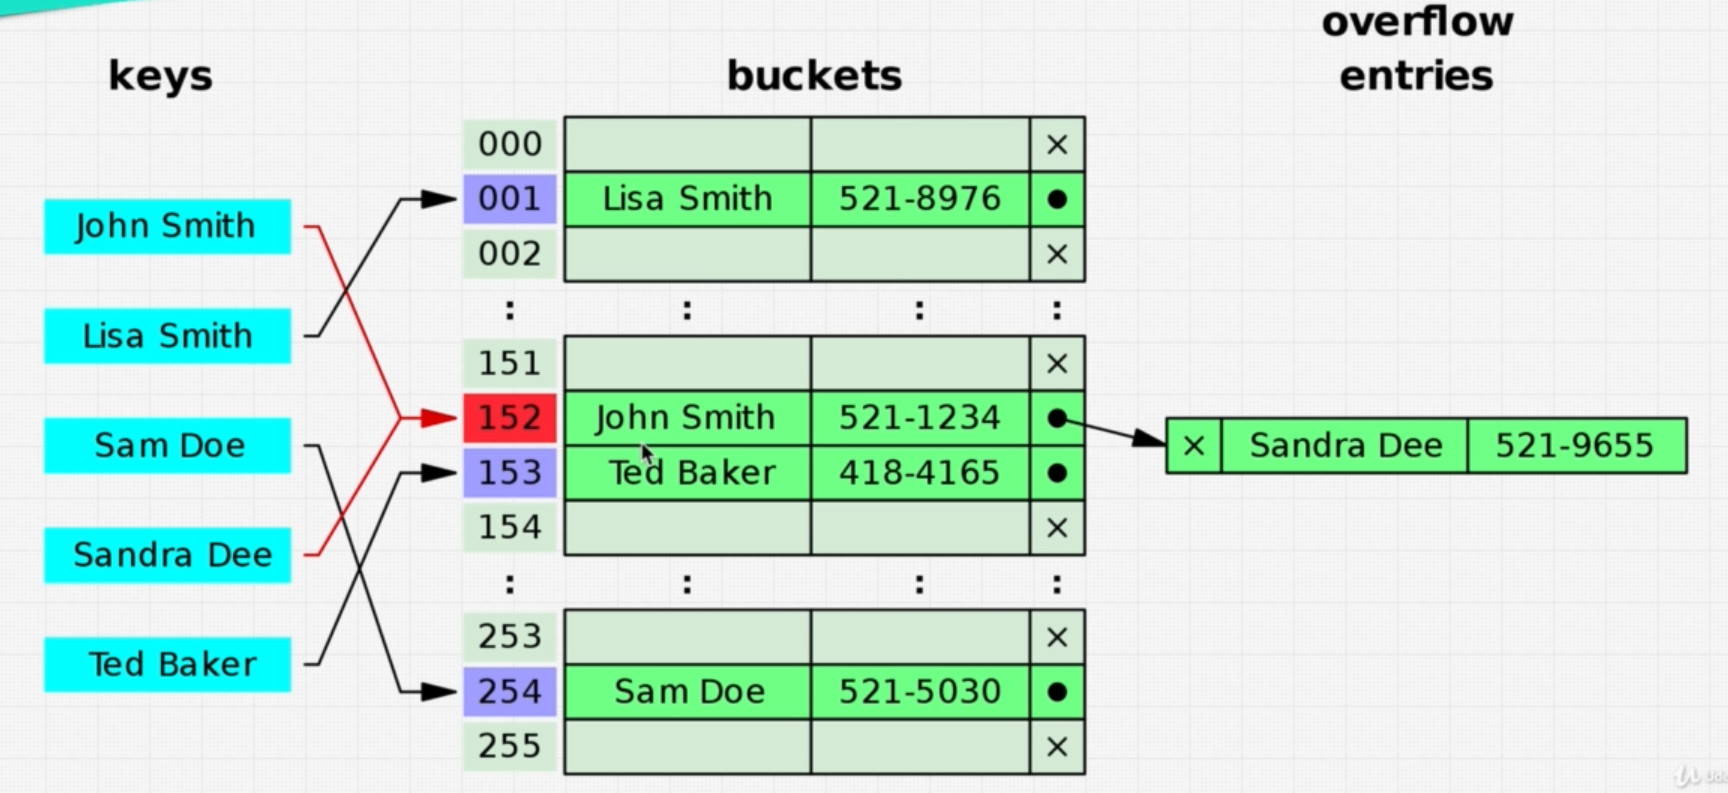 overflow
keys buckets entries
000 ×
John Smith 001 Lisa Smith 521-8976 ●
002 ×
: : : :
Lisa Smith 151 ×
152 John Smith 521-1234 ●
Sam Doe × Sandra Dee 521-9655
153 Ted Baker 418-4165 ●
154 ×
Sandra Dee
: : : :
253 ×
Ted Baker 254 Sam Doe 521-5030 ●
255 ×